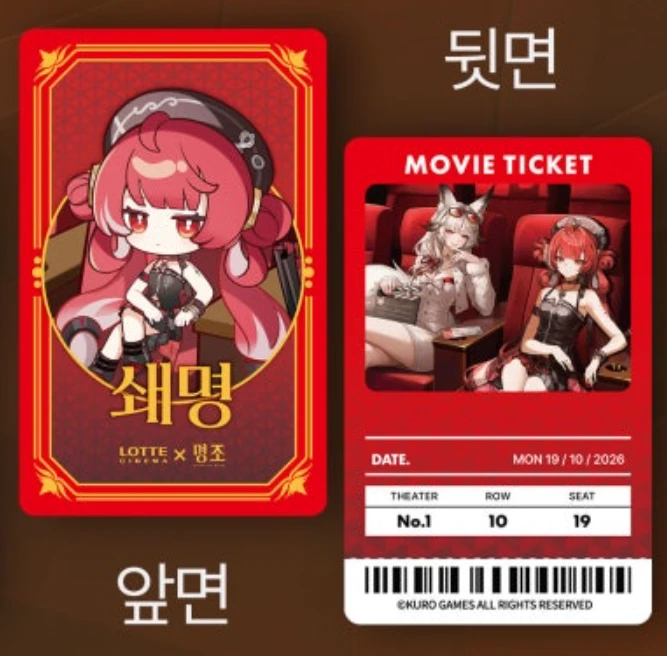 뒷면
쇄명
LOTTE
CINEMA
×
명조
앞면
MOVIE TICKET
DATE.
MON 19 / 10 / 2026
THEATER ROW SEAT
No.1 10 19
©KURO GAMES ALL RIGHTS RESERVED